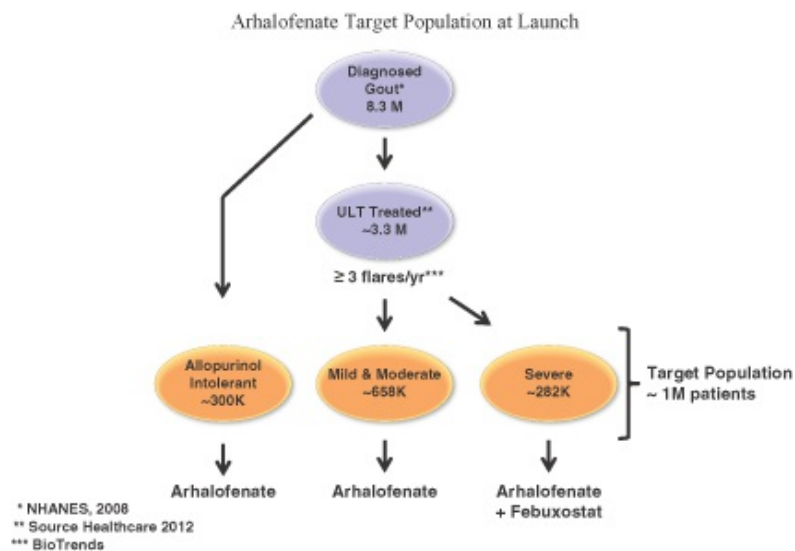 Arhalofenate Target Population at Launch
Diagnosed
Gout*
8.3 M
ULT Treated**
~3.3 M
≥ 3 flares/yr***
Allopurinol
Intolerant
~300K
Mild & Moderate
~658K
Severe
~282K
Target Population
~ 1M patients
Arhalofenate
Arhalofenate
Arhalofenate
+ Febuxostat
* NHANES, 2008
** Source Healthcare 2012
*** BioTrends